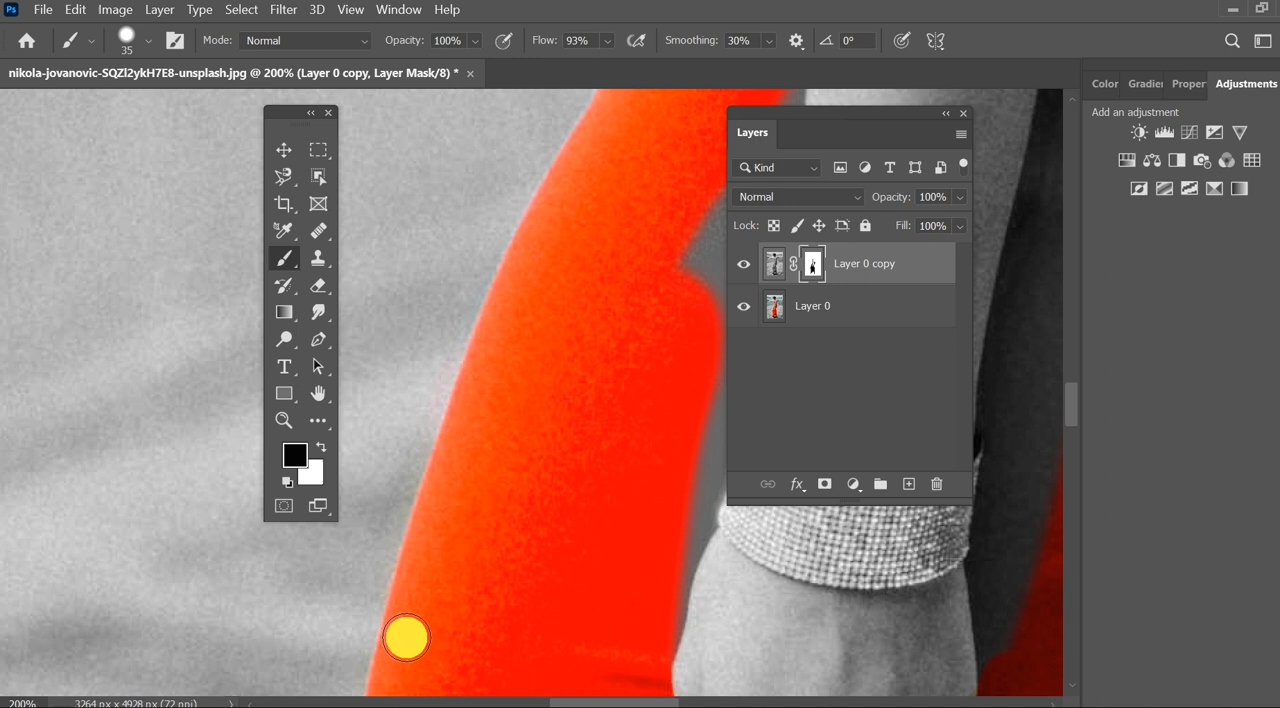 Ps File Edit Image Layer Type Select Filter 3D View Window Help
35 Mode: Normal Opacity: 100% Flow: 93% Smoothing: 30% 0°
nikola-jovanovic-SQZl2ykH7E8-unsplash.jpg @ 200% (Layer 0 copy, Layer Mask/8) * ×
Color Gradie Proper Adjustments
Add an adjustment
Layers
Kind
Normal Opacity: 100%
Lock: Fill: 100%
Layer 0 copy
Layer 0
fx
T
200% 3264 px x 4928 px (72 ppi)